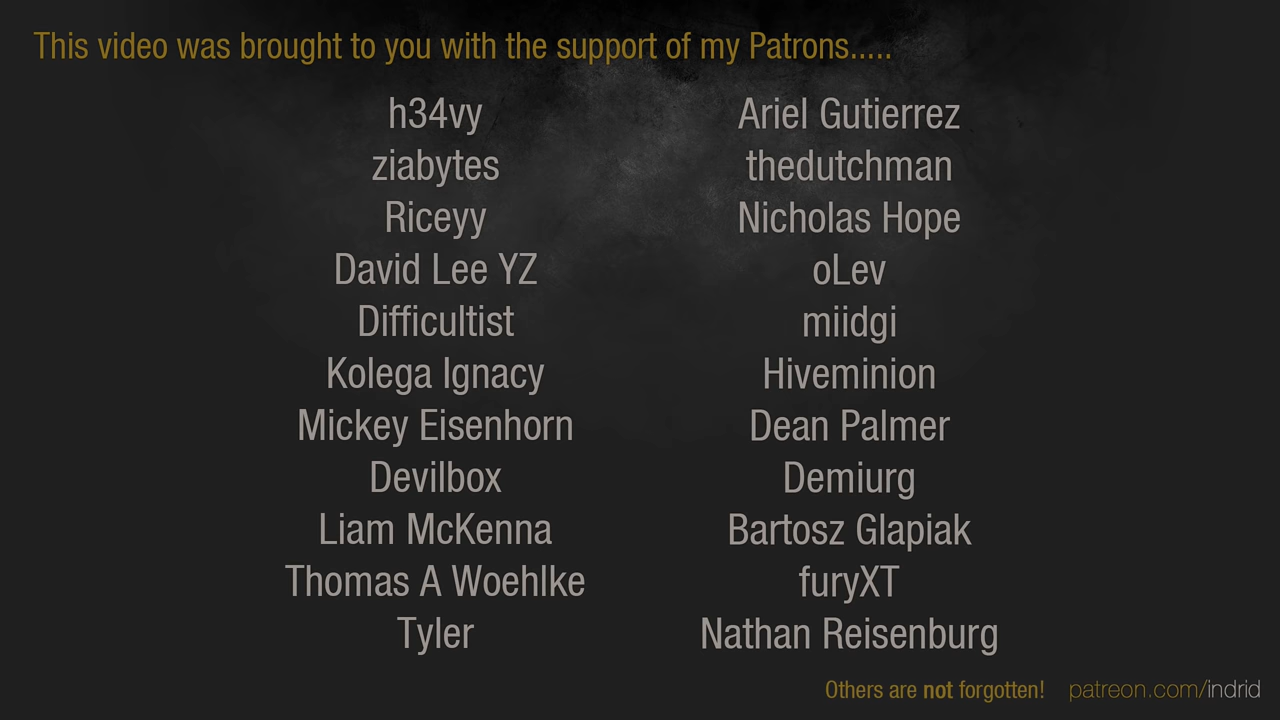 This video was brought to you with the support of my Patrons.....
h34vy
ziabytes
Riceyy
David Lee YZ
Difficultist
Kolega Ignacy
Mickey Eisenhorn
Devilbox
Liam McKenna
Thomas A Woehlke
Tyler
Ariel Gutierrez
thedutchman
Nicholas Hope
oLev
miidgi
Hiveminion
Dean Palmer
Demiurg
Bartosz Glapiak
furyXT
Nathan Reisenburg
Others are not forgotten! patreon.com/indrid